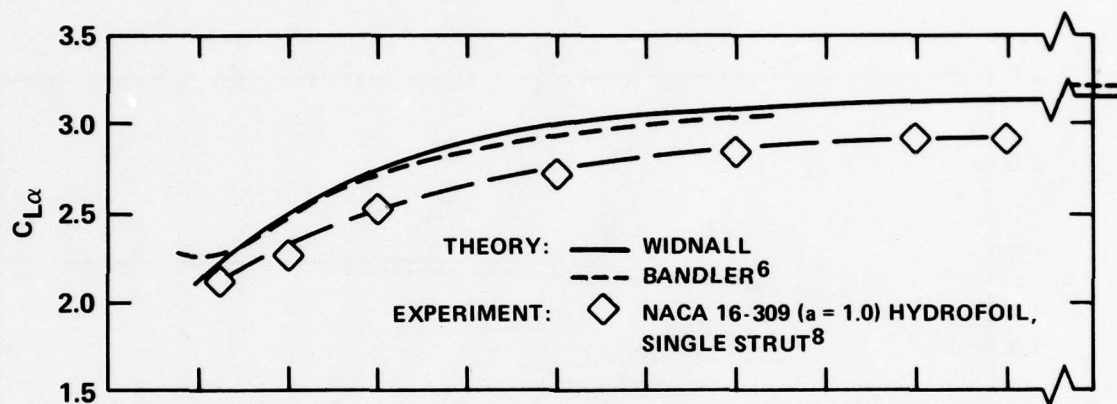 3.5
3.0
2.5
2.0
1.5
CLα
THEORY: WIDNALL
BANDLER6
EXPERIMENT: NACA 16-309 (a = 1.0) HYDROFOIL,
SINGLE STRUT8